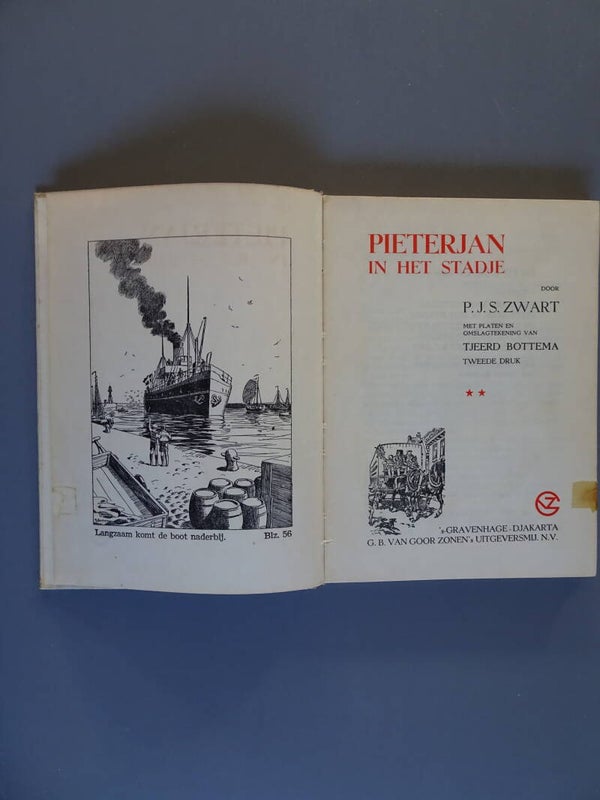 Langzaam komt de boot naderbij. Blz. 56
PIETERJAN
IN HET STADJE
DOOR
P. J. S. ZWART
MET PLATEN EN
OMSLAGTEKENING VAN
TJEERD BOTTEMA
TWEEDE DRUK
's-GRAVENHAGE-DJAKARTA
G. B. VAN GOOR ZONEN's UITGEVERSMIJ. N.V.